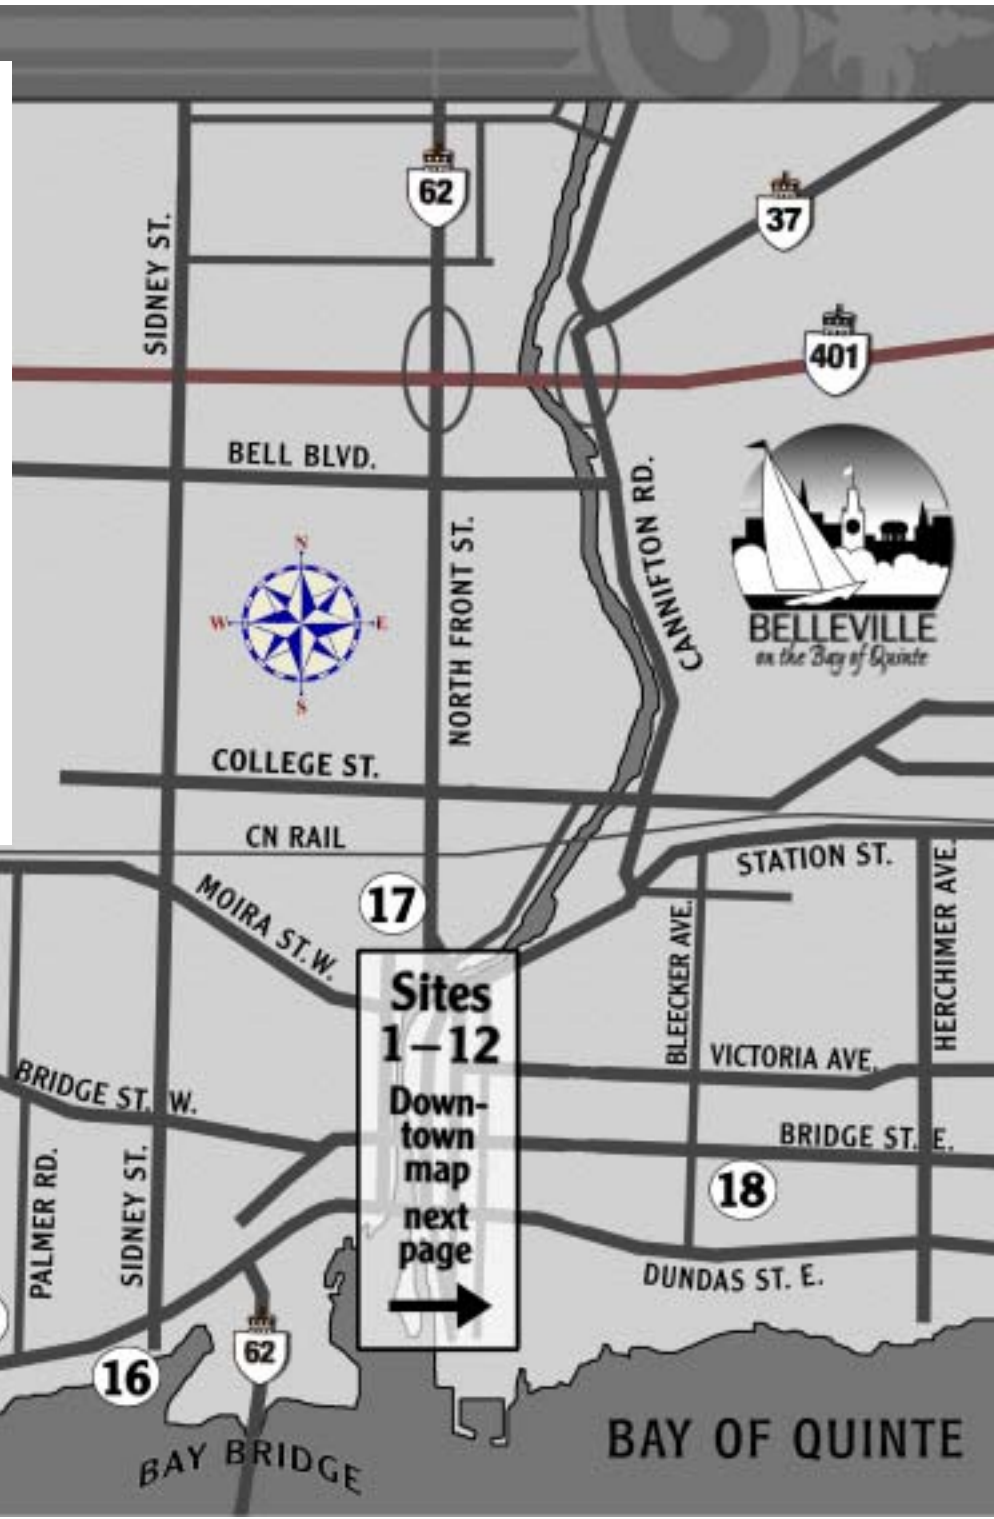 62
37
SIDNEY ST.
401
BELL BLVD.
CANNIFTON RD.
NORTH FRONT ST.
N
W
E
S
BELLEVILLE
on the Bay of Quinte
COLLEGE ST.
CN RAIL
STATION ST.
MOIRA ST. W.
17
BLEECKER AVE.
HERCHIMER AVE.
Sites
1–12
Down-
town
map
next
page
VICTORIA AVE.
BRIDGE ST. W.
BRIDGE ST. E.
PALMER RD.
SIDNEY ST.
18
DUNDAS ST. E.
62
16
BAY BRIDGE
BAY OF QUINTE